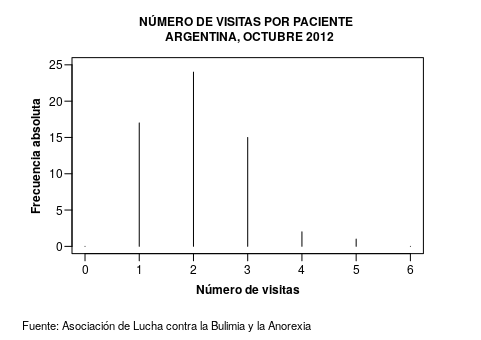 NÚMERO DE VISITAS POR PACIENTE
ARGENTINA, OCTUBRE 2012
25
20
15
10
5
0
Frecuencia absoluta
0 1 2 3 4 5 6
Número de visitas
Fuente: Asociación de Lucha contra la Bulimia y la Anorexia